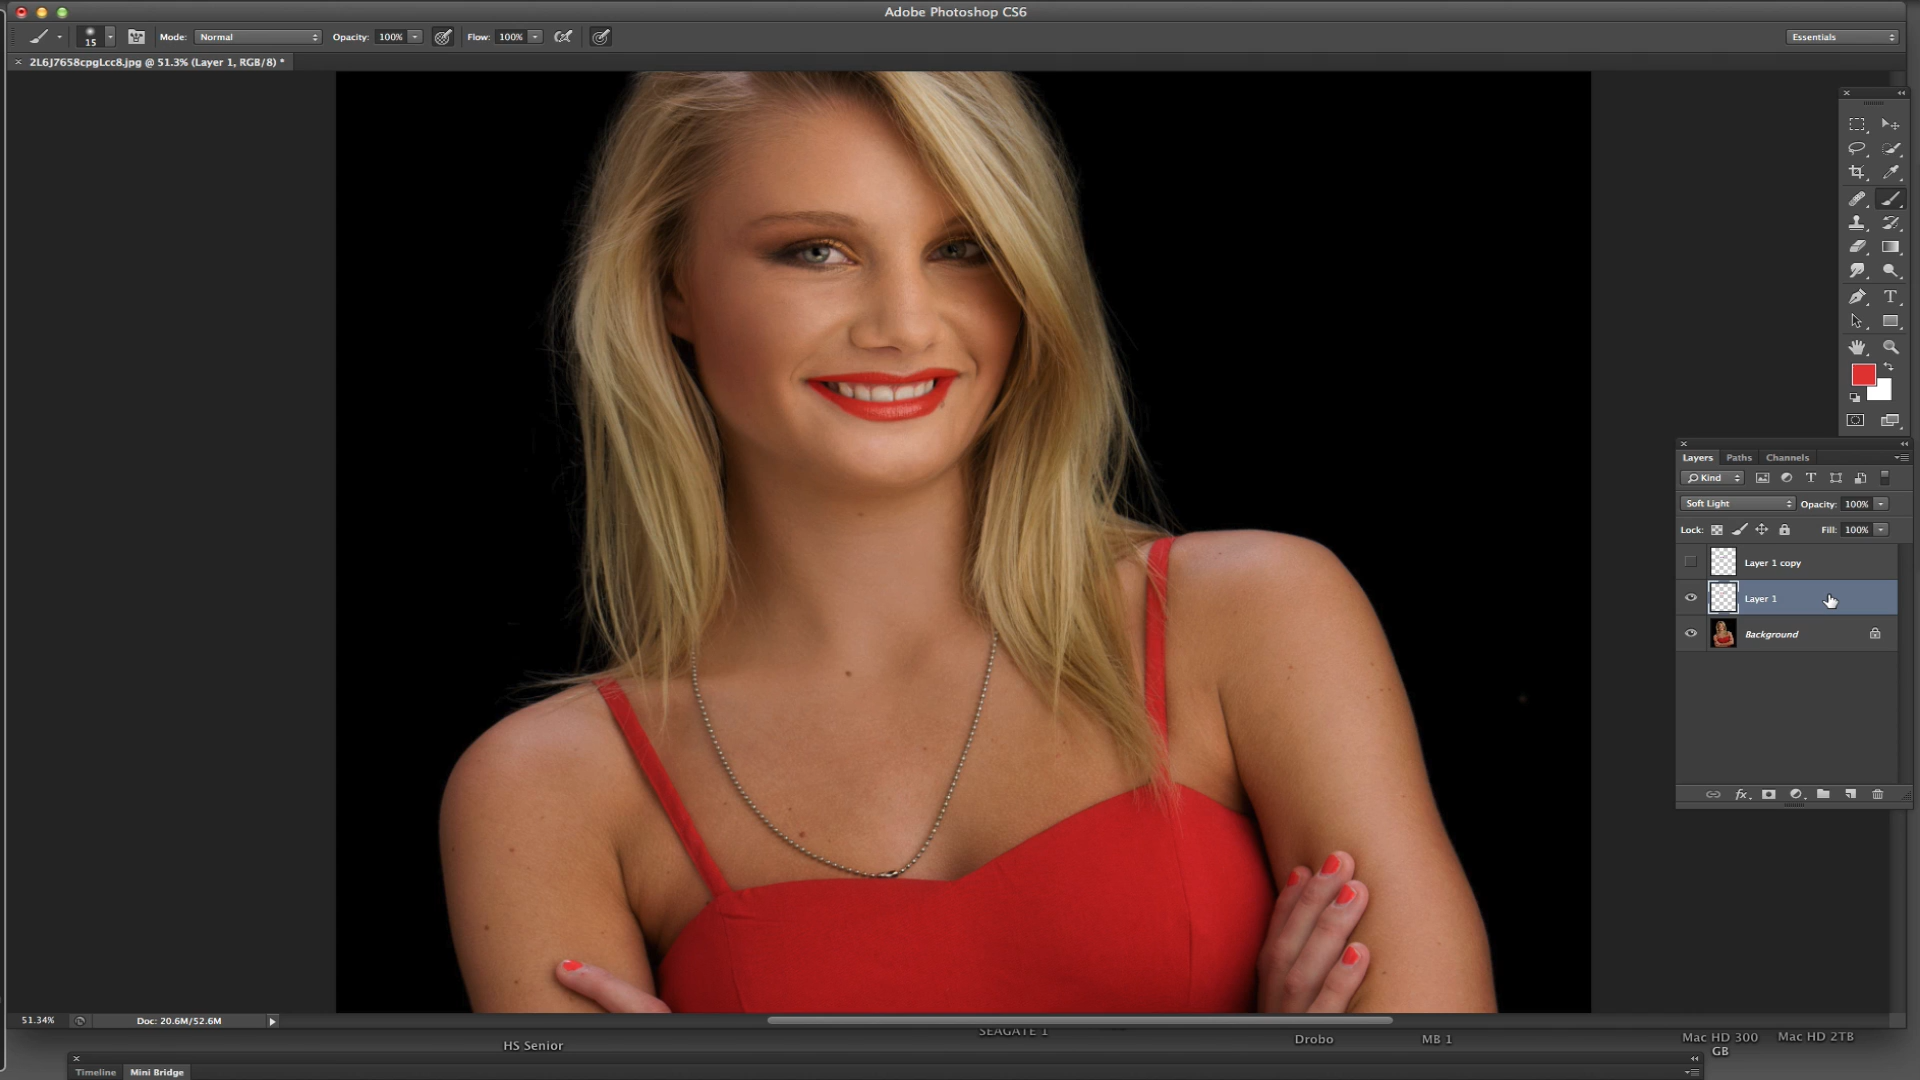 Adobe Photoshop CS6
15 Mode: Normal Opacity: 100% Flow: 100% Essentials
2L6J7658cpgLcc8.jpg @ 51.3% (Layer 1, RGB/8) *
Layers Paths Channels
Kind
Soft Light Opacity: 100%
Lock: Fill: 100%
Layer 1 copy
Layer 1
Background
51.34% Doc: 20.6M/52.6M
SEAGATE 1
HS Senior Drobo MB 1 Mac HD 300 GB Mac HD 2TB
Timeline Mini Bridge